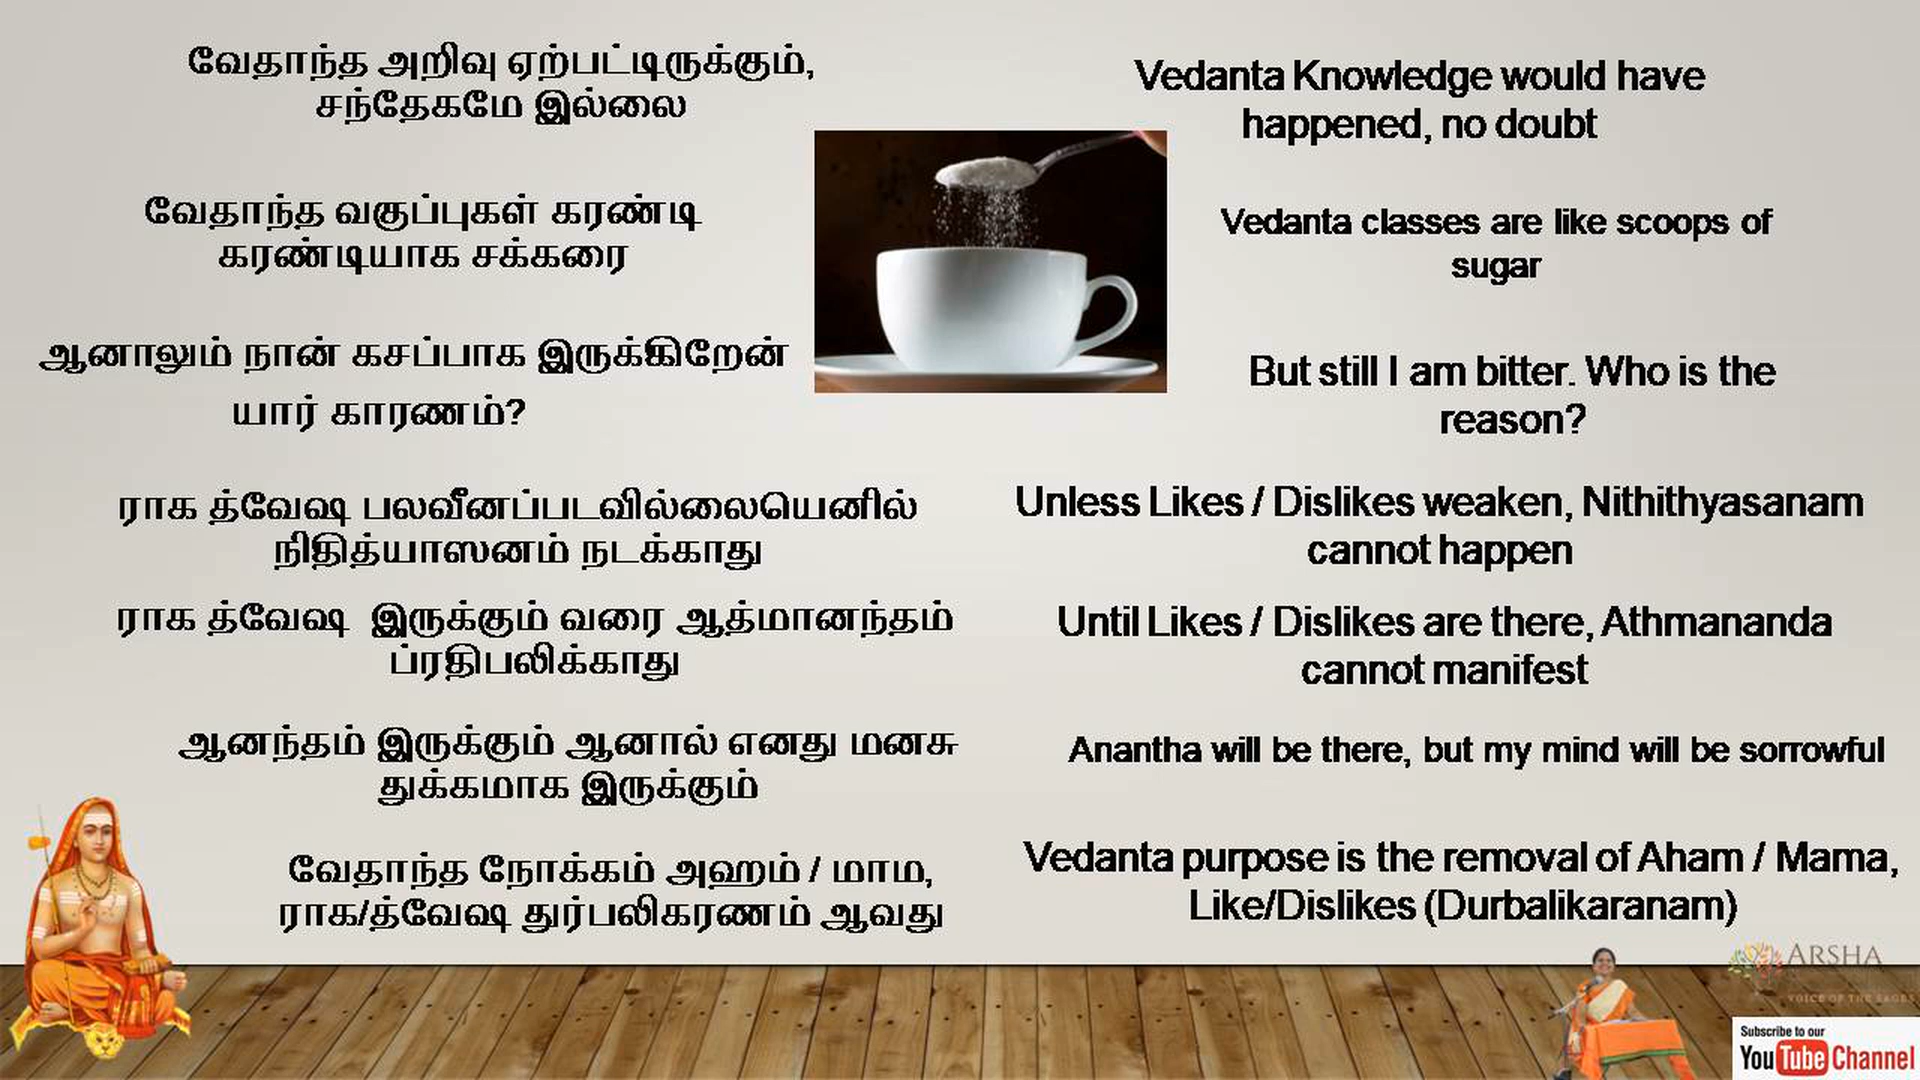 வேதாந்த அறிவு ஏற்பட்டிருக்கும்,
சந்தேகமே இல்லை
Vedanta Knowledge would have
happened, no doubt
வேதாந்த வகுப்புகள் கரண்டி
கரண்டியாக சக்கரை
Vedanta classes are like scoops of
sugar
ஆனாலும் நான் கசப்பாக இருக்கிறேன்
யார் காரணம்?
But still I am bitter. Who is the
reason?
ராக த்வேஷ பலவீனப்படவில்லையெனில்
நிதித்யாஸனம் நடக்காது
Unless Likes / Dislikes weaken, Nithithyasanam
cannot happen
ராக த்வேஷ இருக்கும் வரை ஆத்மானந்தம்
ப்ரதிபலிக்காது
Until Likes / Dislikes are there, Athmananda
cannot manifest
ஆனந்தம் இருக்கும் ஆனால் எனது மனசு
துக்கமாக இருக்கும்
Anantha will be there, but my mind will be sorrowful
வேதாந்த நோக்கம் அஹம் / மாம,
ராக/த்வேஷ துர்பலிகரணம் ஆவது
Vedanta purpose is the removal of Aham / Mama,
Like/Dislikes (Durbalikaranam)
ARSHA
VOICE OF THE SAGES
Subscribe to our
YouTube Channel